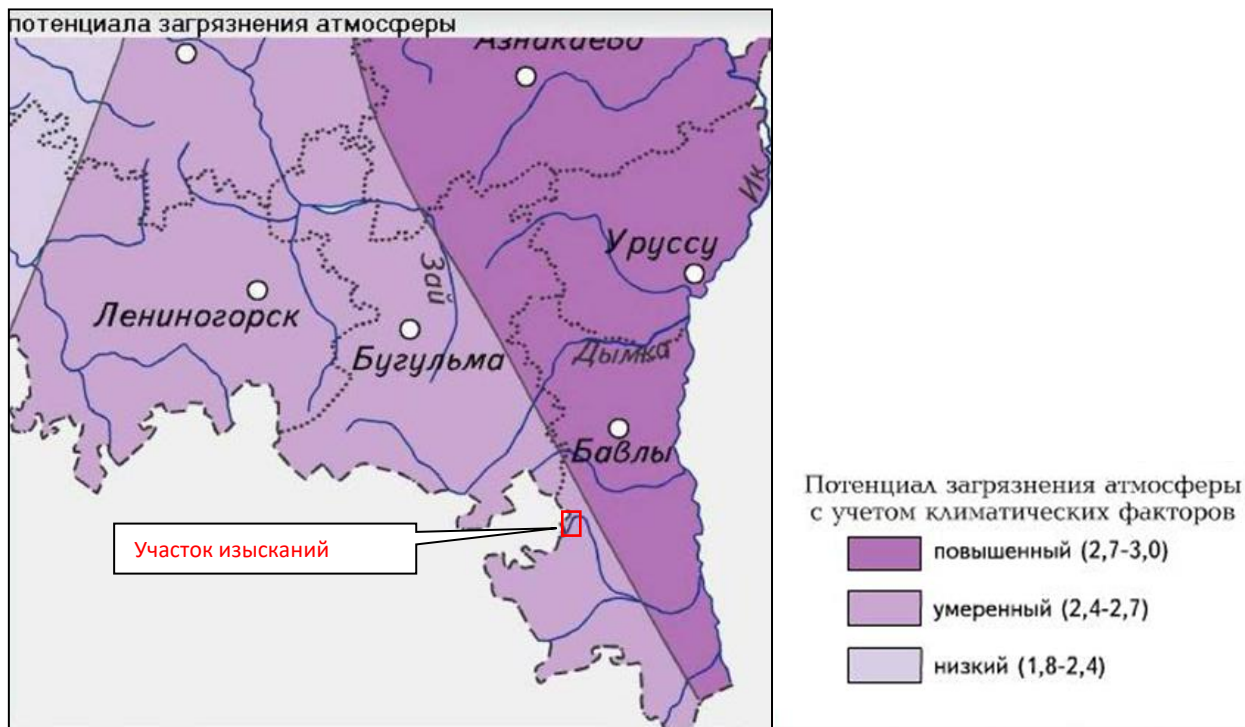 потенциала загрязнения атмосферы
Азнакаево
Ик
Уруссу
Зай
Лениногорск
Бугульма
Дымка
Бавлы
Участок изысканий
Потенциал загрязнения атмосферы
с учетом климатических факторов
повышенный (2,7-3,0)
умеренный (2,4-2,7)
низкий (1,8-2,4)